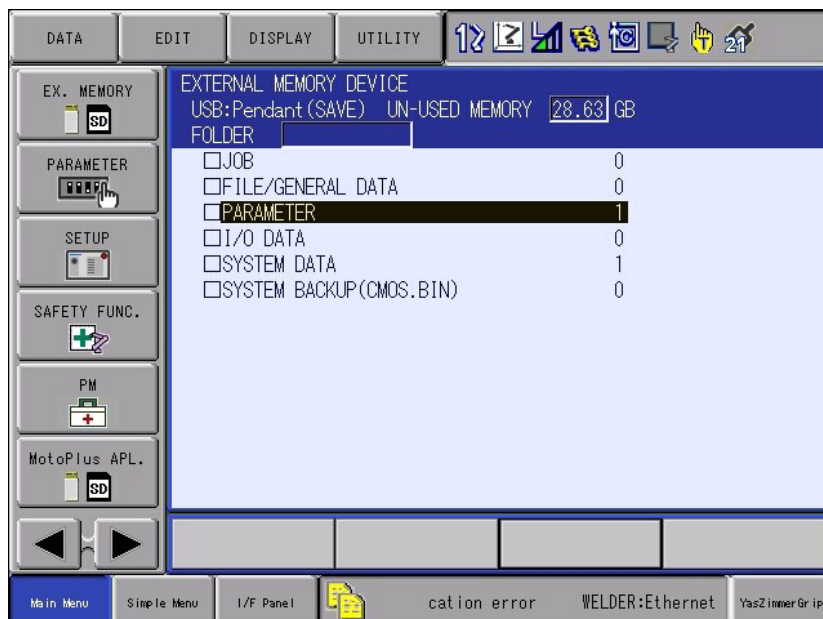 DATA
EDIT
DISPLAY
UTILITY
12
21
EX. MEMORY
SD
PARAMETER
SETUP
SAFETY FUNC.
PM
MotoPlus APL.
SD
EXTERNAL MEMORY DEVICE
USB:Pendant(SAVE) UN-USED MEMORY 28.63 GB
FOLDER
JOB 0
FILE/GENERAL DATA 0
PARAMETER 1
I/O DATA 0
SYSTEM DATA 1
SYSTEM BACKUP(CMOS.BIN) 0
Main Menu
Simple Menu
I/F Panel
cation error WELDER:Ethernet
YasZimmerGrip